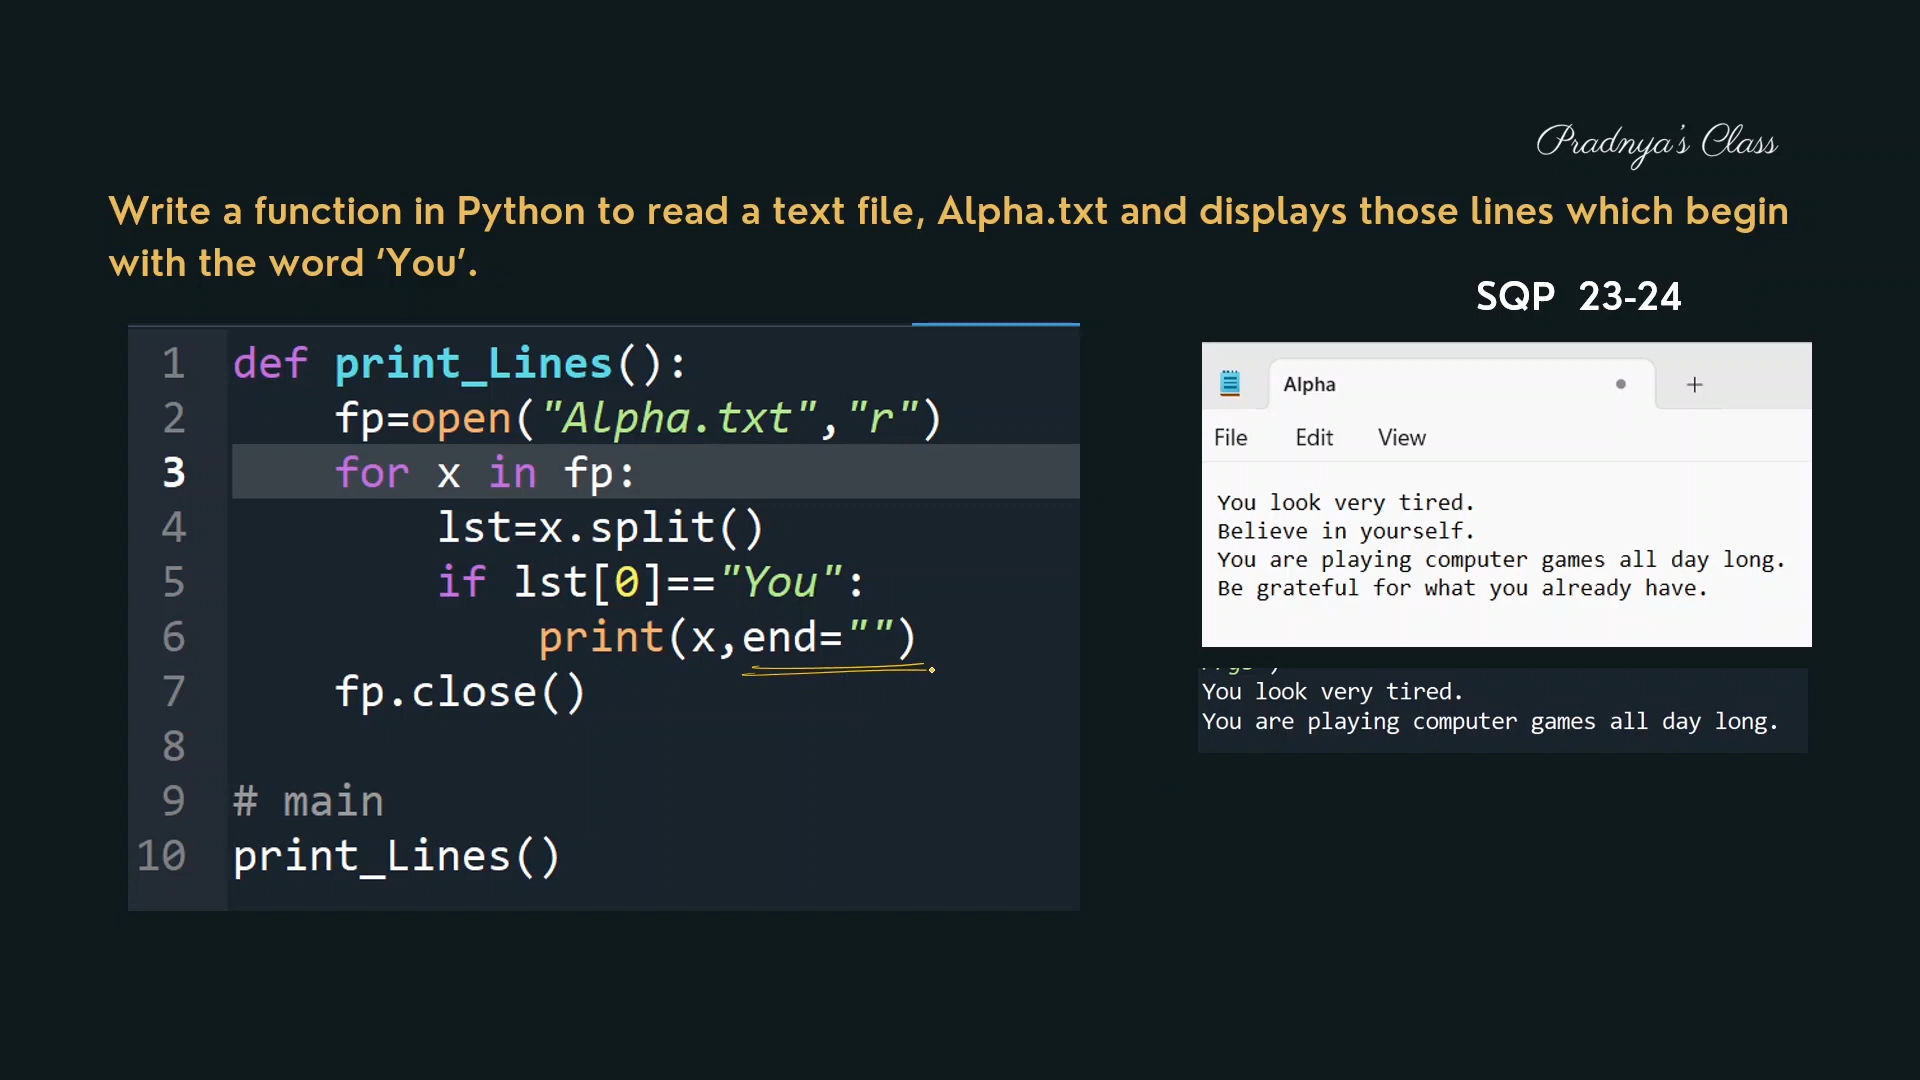 Pradnya's Class
Write a function in Python to read a text file, Alpha.txt and displays those lines which begin
with the word ‘You’.
SQP 23-24
1 def print_Lines():
2     fp=open("Alpha.txt","r")
3     for x in fp:
4         lst=x.split()
5         if lst[0]=="You":
6             print(x,end="")
7     fp.close()
8
9 # main
10 print_Lines()
Alpha
File Edit View
You look very tired.
Believe in yourself.
You are playing computer games all day long.
Be grateful for what you already have.
You look very tired.
You are playing computer games all day long.